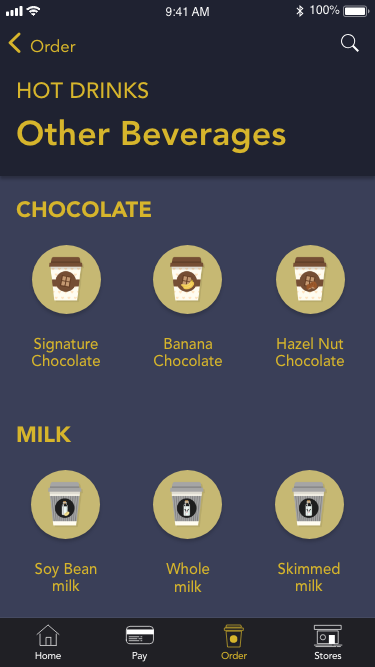 9:41 AM
100%
Order
HOT DRINKS
Other Beverages
CHOCOLATE
Signature
Chocolate
Banana
Chocolate
Hazel Nut
Chocolate
MILK
Soy Bean
milk
Whole
milk
Skimmed
milk
Home
Pay
Order
Stores